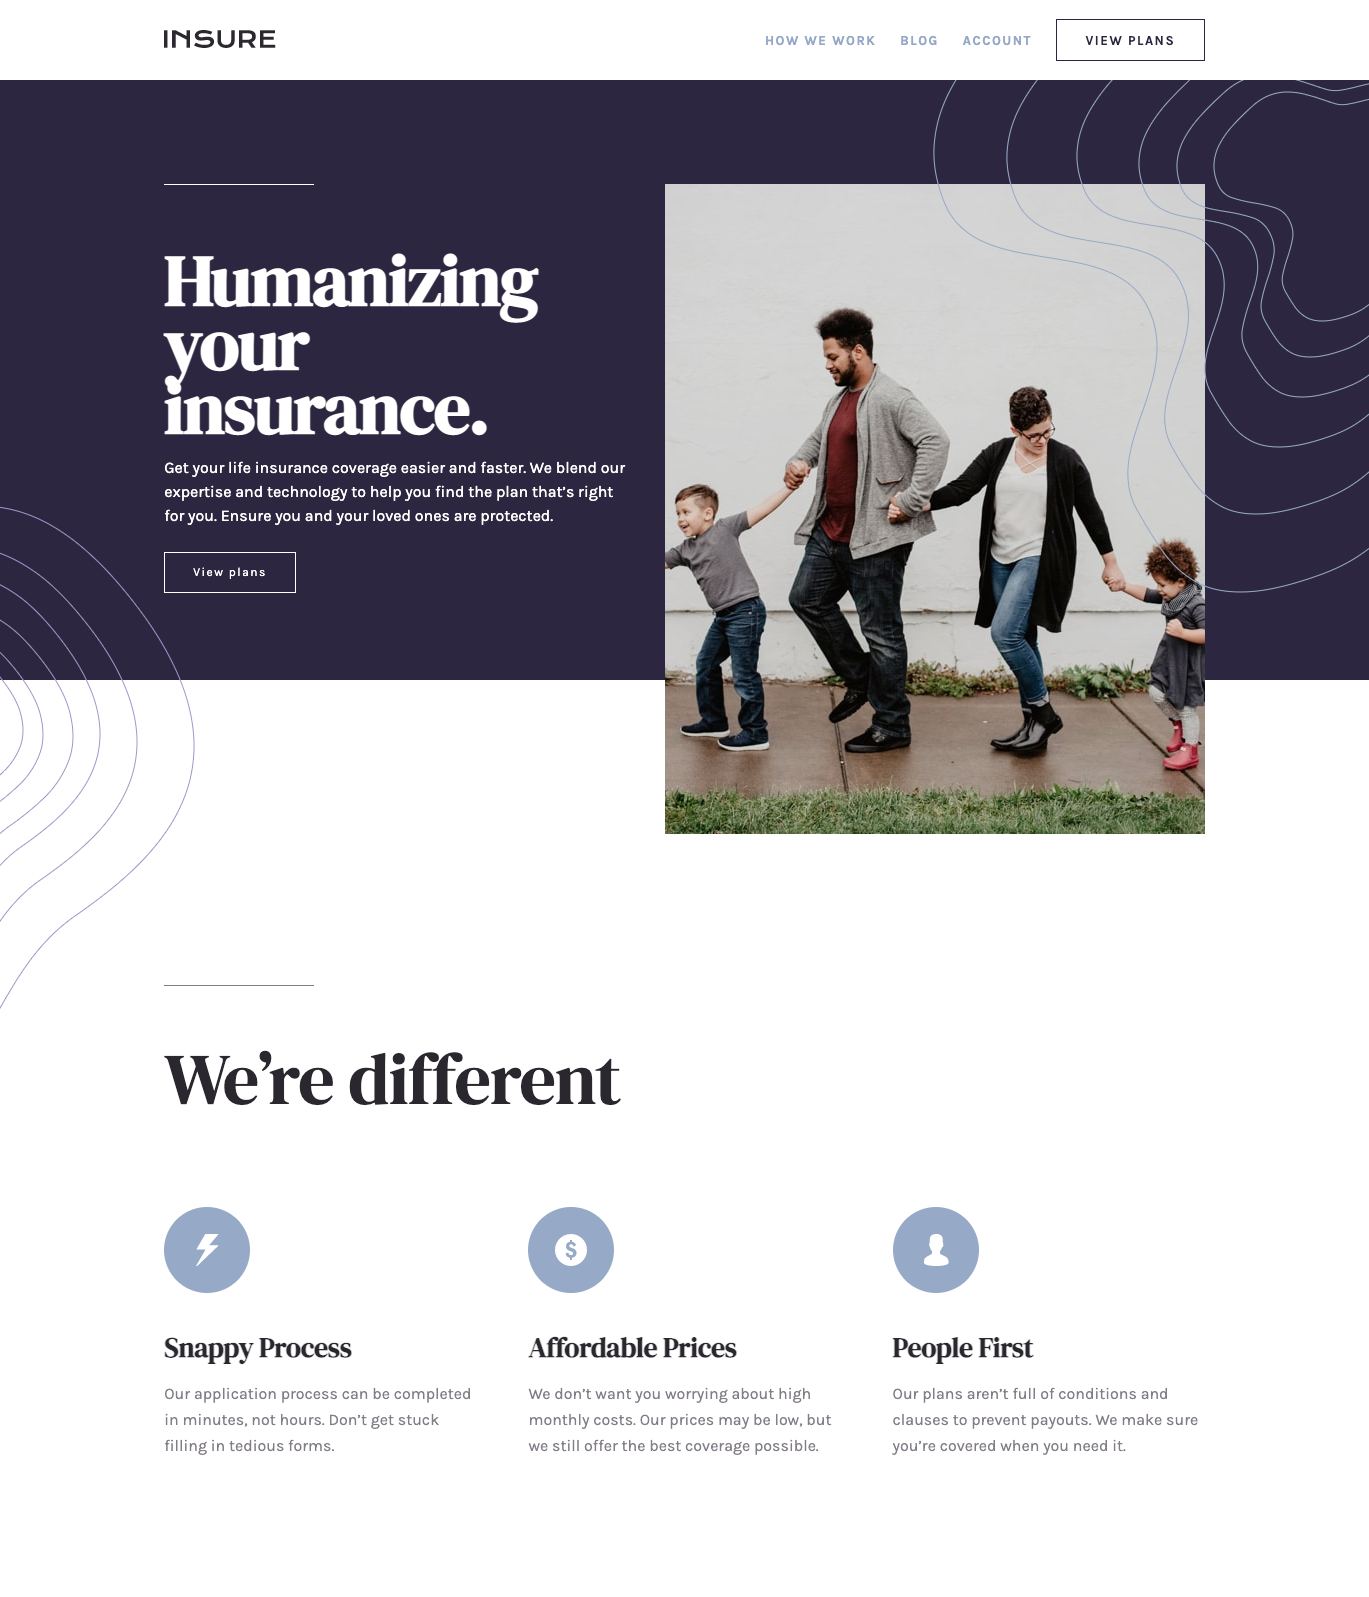 INSURE
HOW WE WORK BLOG ACCOUNT VIEW PLANS
Humanizing
your
insurance.
Get your life insurance coverage easier and faster. We blend our
expertise and technology to help you find the plan that’s right
for you. Ensure you and your loved ones are protected.
View plans
We’re different
$
Snappy Process
Our application process can be completed
in minutes, not hours. Don’t get stuck
filling in tedious forms.
Affordable Prices
We don’t want you worrying about high
monthly costs. Our prices may be low, but
we still offer the best coverage possible.
People First
Our plans aren’t full of conditions and
clauses to prevent payouts. We make sure
you’re covered when you need it.